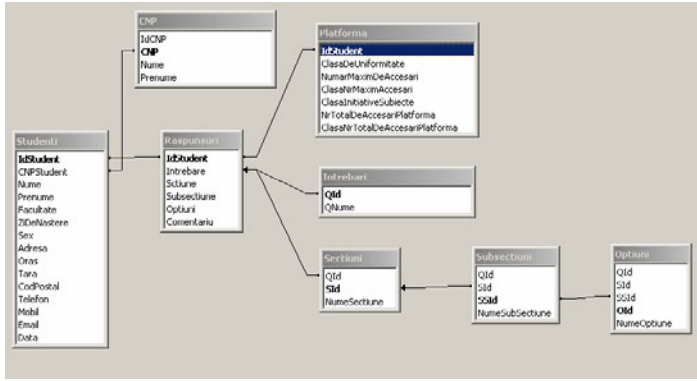 CNP
IdCNP
CNP
Nume
Prenume
Platforma
IdStudent
ClasaDeUniformitate
NumarMaximDeAccesari
ClasaNrMaximAccesari
ClasaInitiativeSubiecte
NrTotalDeAccesariPlatforma
ClasaNrTotalDeAccesariPlatforma
Studenti
IdStudent
CNPStudent
Nume
Prenume
Facultate
ZiDeNastere
Sex
Adresa
Oras
Tara
CodPostal
Telefon
Mobil
Email
Data
Raspunsuri
IdStudent
Intrebare
Sctiune
Subsectiune
Optiuni
Comentariu
Intrebari
QId
QNume
Sectiuni
QId
SId
NumeSectiune
Subsectiuni
QId
SId
SSId
NumeSubSectiune
Optiuni
QId
SId
SSId
OId
NumeOptiune